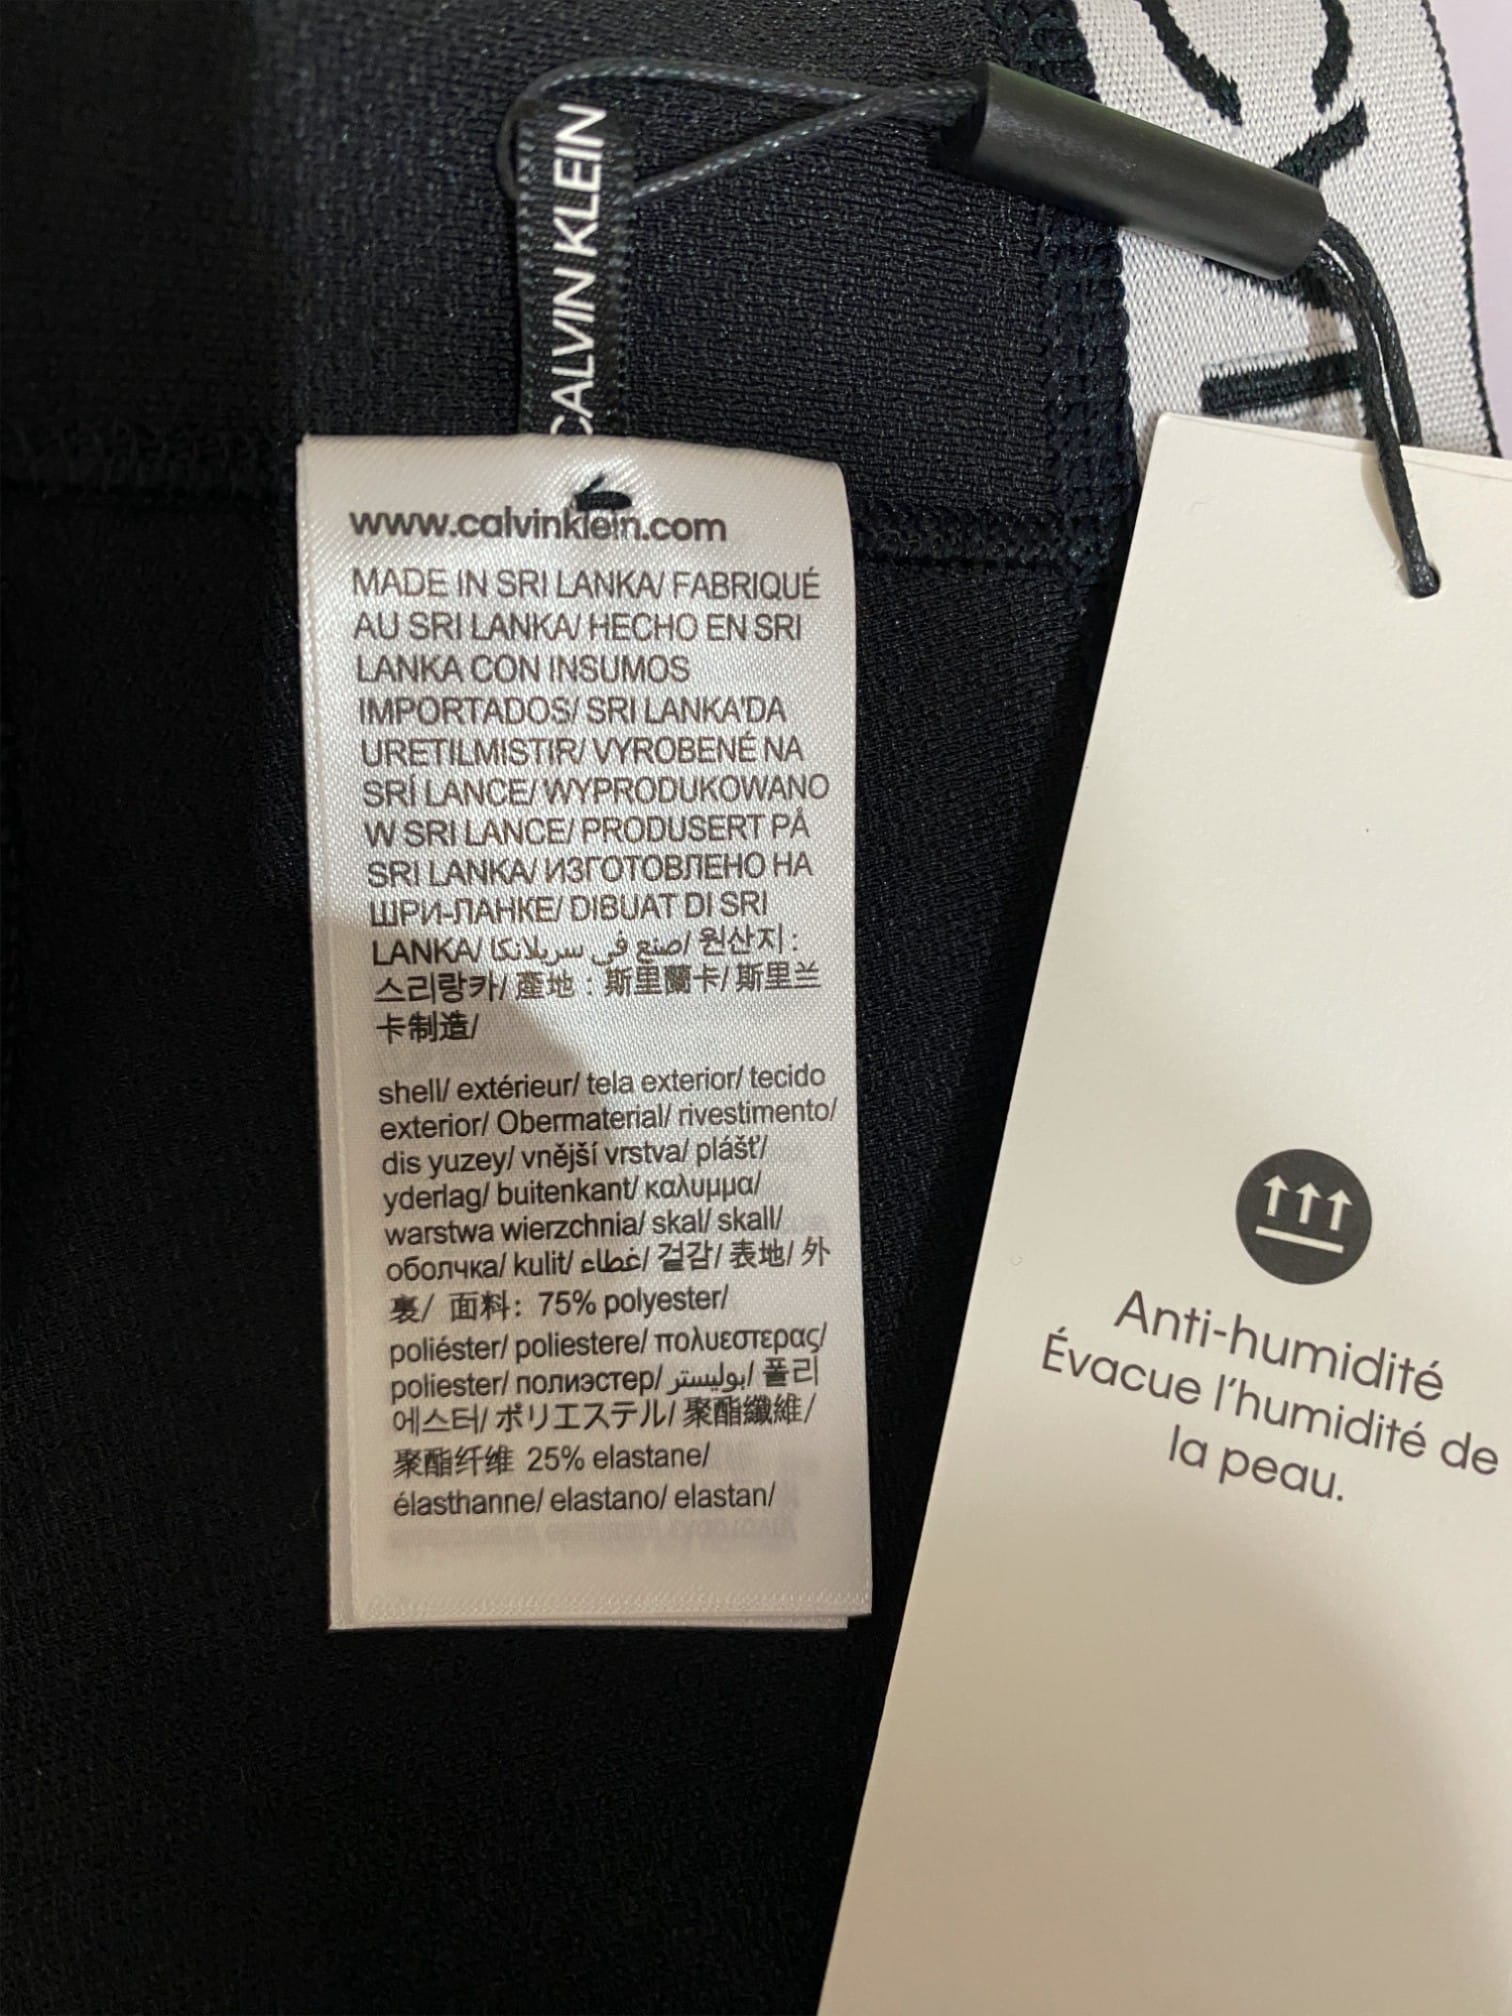 CALVIN KLEIN
www.calvinklein.com
MADE IN SRI LANKA/ FABRIQUÉ
AU SRI LANKA/ HECHO EN SRI
LANKA CON INSUMOS
IMPORTADOS/ SRI LANKA'DA
URETILMISTIR/ VYROBENÉ NA
SRÍ LANCE/ WYPRODUKOWANO
W SRI LANCE/ PRODUSERT PÅ
SRI LANKA/ ИЗГОТОВЛЕНО НА
ШРИ-ЛАНКЕ/ DIBUAT DI SRI
LANKA/ صنع في سريلانكا/ 원산지 :
스리랑카/ 產地 : 斯里蘭卡/ 斯里兰
卡制造/
shell/ extérieur/ tela exterior/ tecido
exterior/ Obermaterial/ rivestimento/
dis yuzey/ vnější vrstva/ plášť/
yderlag/ buitenkant/ καλυμμα/
warstwa wierzchnia/ skal/ skall/
оболчка/ kulit/ غطاء/ 겉감/ 表地/ 外
裏/ 面料: 75% polyester/
poliéster/ poliestere/ πολυεστερας/
poliester/ полиэстер/ بوليستر/ 폴리
에스터/ ポリエステル/ 聚酯纖維/
聚酯纤维 25% elastane/
élasthanne/ elastano/ elastan/
Anti-humidité
Évacue l'humidité de
la peau.